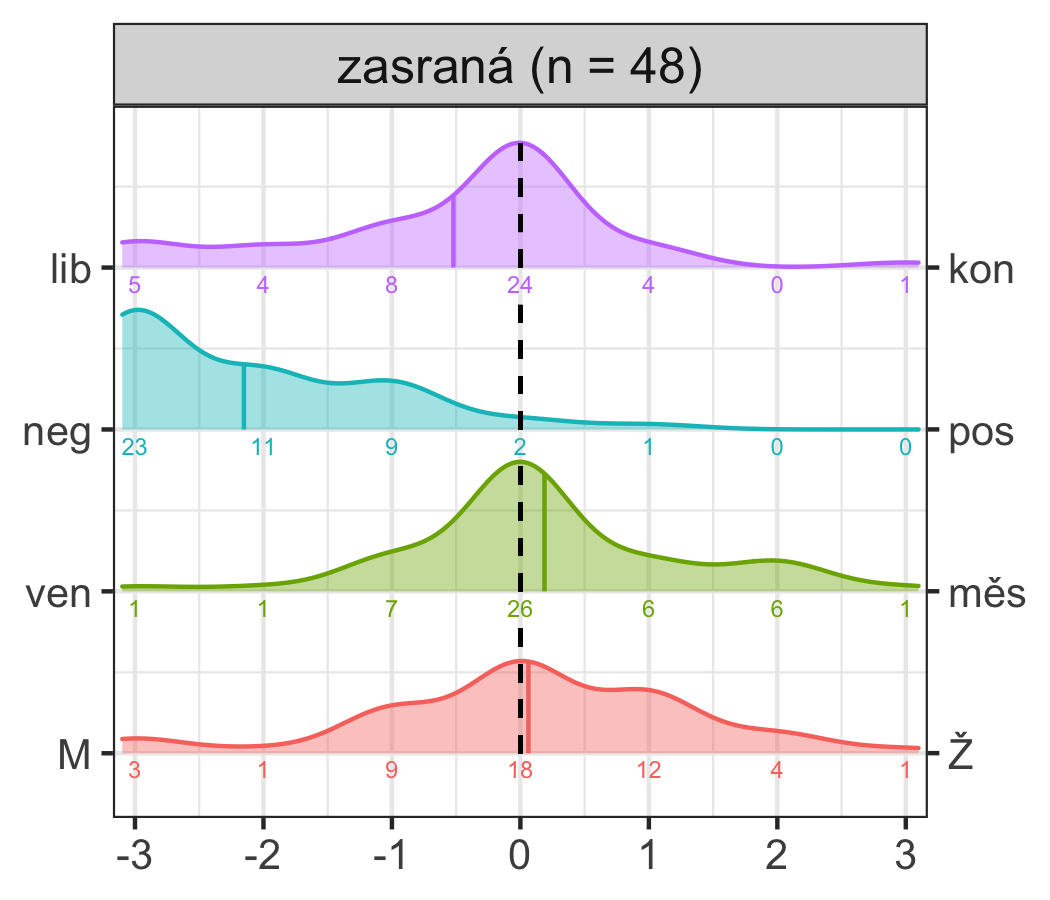 zasraná (n = 48)
lib kon
5 4 8 24 4 0 1
neg pos
23 11 9 2 1 0 0
ven měs
1 1 7 26 6 6 1
M Ž
3 1 9 18 12 4 1
-3 -2 -1 0 1 2 3